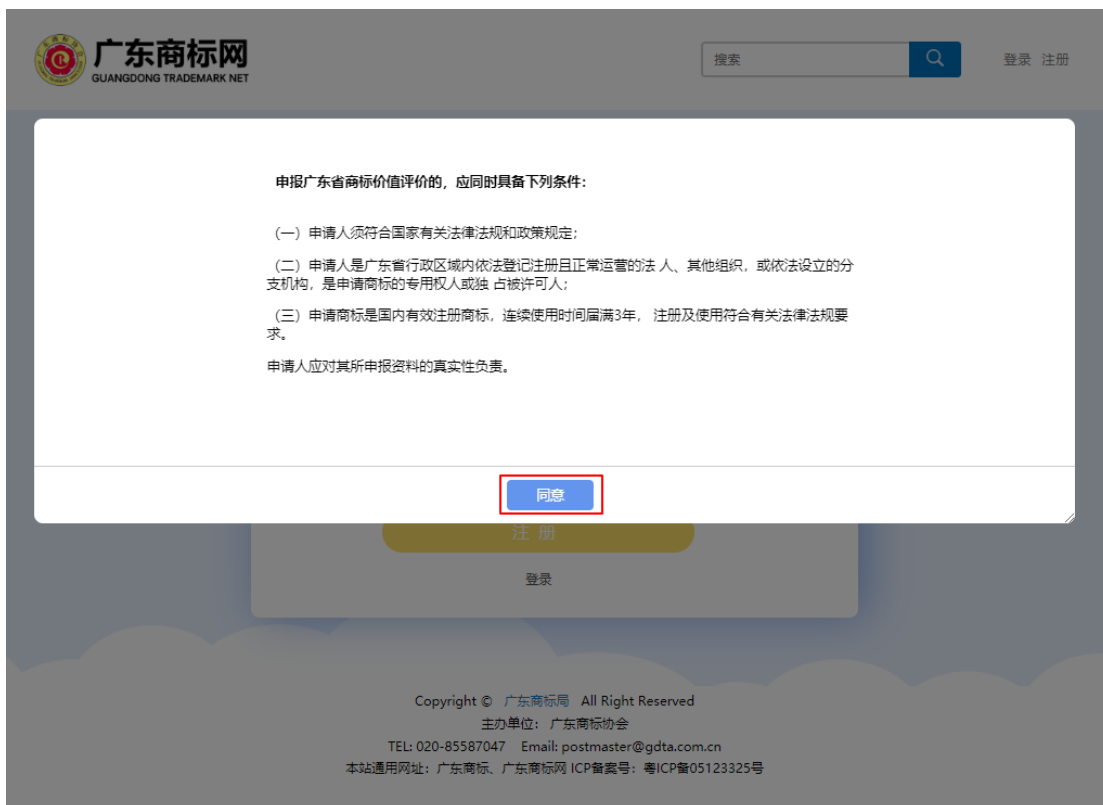 广东商标网
GUANGDONG TRADEMARK NET
搜索
登录 注册
申报广东省商标价值评价的，应同时具备下列条件：
（一）申请人须符合国家有关法律法规和政策规定；
（二）申请人是广东省行政区域内依法登记注册且正常运营的法 人、其他组织，或依法设立的分
支机构，是申请商标的专用权人或独 占被许可人；
（三）申请商标是国内有效注册商标，连续使用时间届满3年， 注册及使用符合有关法律法规要
求。
申请人应对其所申报资料的真实性负责。
同意
注 册
登录
Copyright © 广东商标局 All Right Reserved
主办单位： 广东商标协会
TEL: 020-85587047 Email: postmaster@gdta.com.cn
本站通用网址：广东商标、广东商标网 ICP备案号：粤ICP备05123325号